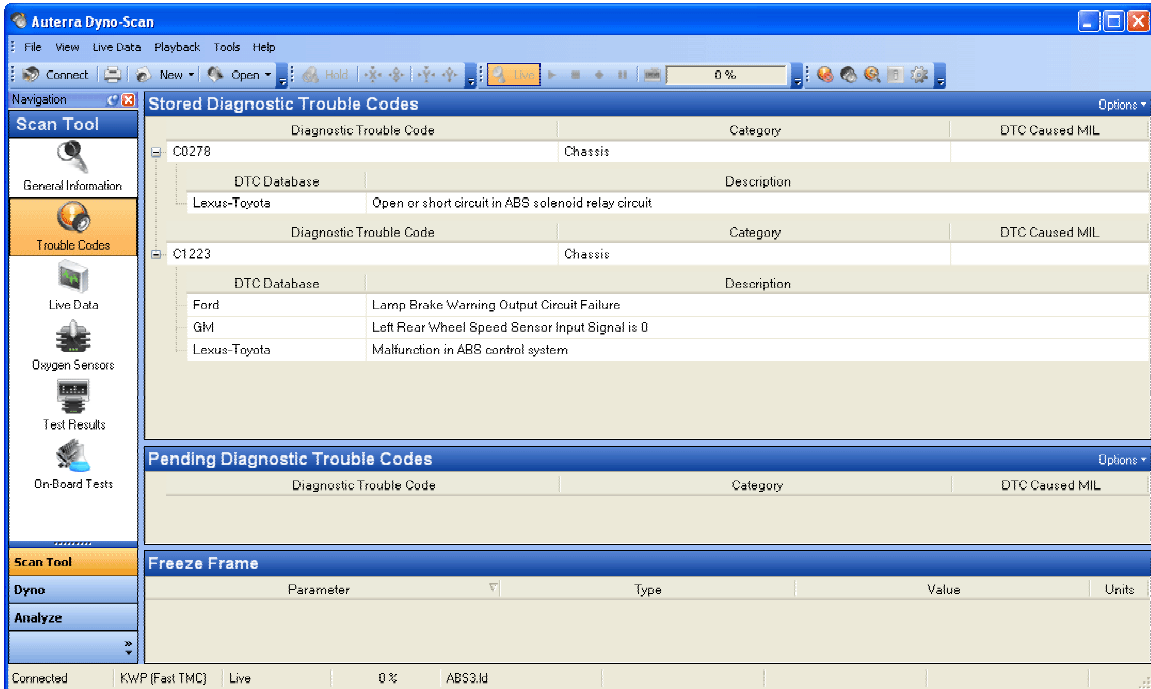 Auterra Dyno-Scan
File View Live Data Playback Tools Help
Connect New Open Hold Live 0 %
Navigation
Scan Tool
General Information
Trouble Codes
Live Data
Oxygen Sensors
Test Results
On-Board Tests
Scan Tool
Dyno
Analyze
Stored Diagnostic Trouble Codes Options
Diagnostic Trouble Code Category DTC Caused MIL
C0278 Chassis
DTC Database Description
Lexus-Toyota Open or short circuit in ABS solenoid relay circuit
Diagnostic Trouble Code Category DTC Caused MIL
C1223 Chassis
DTC Database Description
Ford Lamp Brake Warning Output Circuit Failure
GM Left Rear Wheel Speed Sensor Input Signal is 0
Lexus-Toyota Malfunction in ABS control system
Pending Diagnostic Trouble Codes Options
Diagnostic Trouble Code Category DTC Caused MIL
Freeze Frame
Parameter Type Value Units
Connected KWP (Fast TMC) Live 0 % ABS3.ld